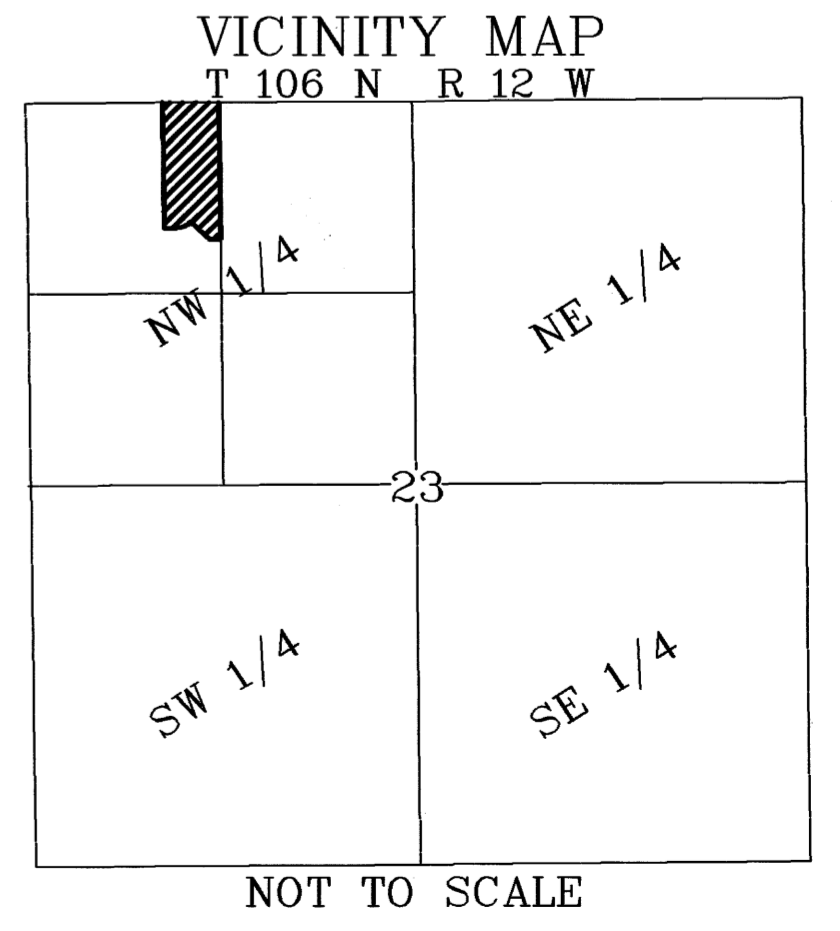 VICINITY MAP
T 106 N R 12 W
NW 1/4
NE 1/4
23
SW 1/4
SE 1/4
NOT TO SCALE